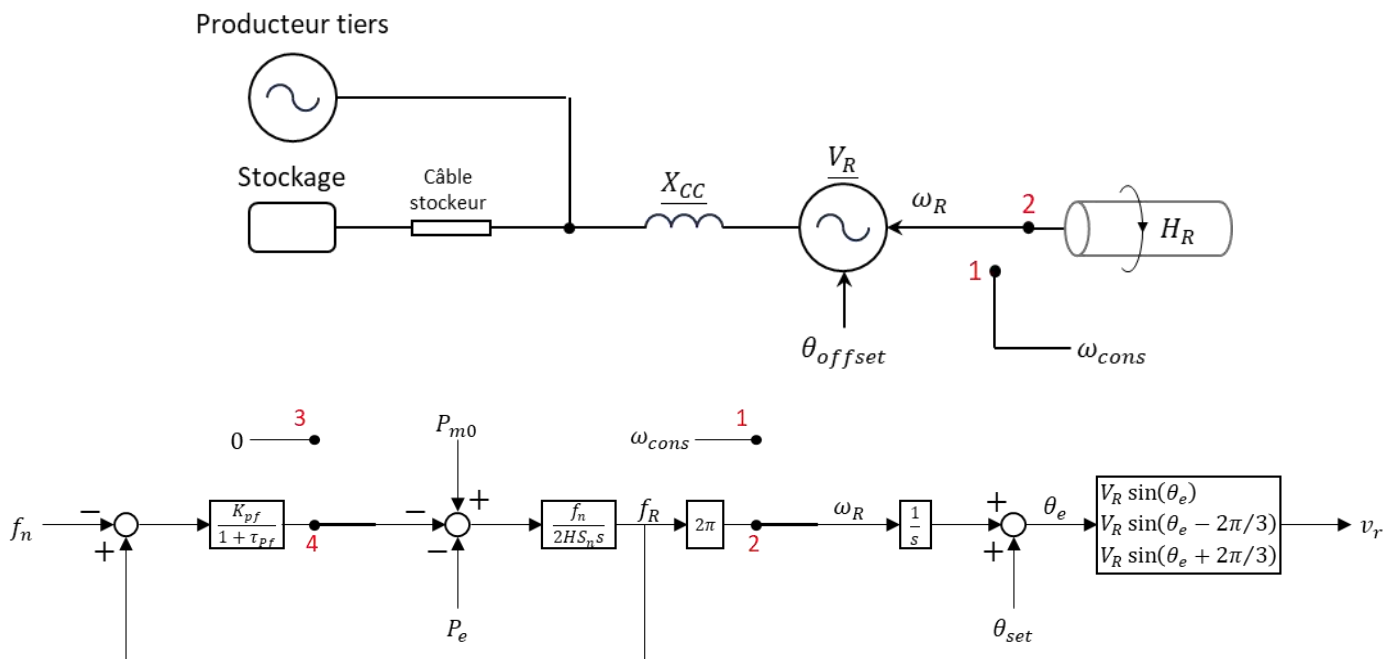 Producteur tiers
Stockage
Câble
stockeur
X_CC
V_R
ω_R
2
H_R
1
θ_offset
ω_cons
3
0
P_m0
1
ω_cons
f_n
−
+
K_pf
1 + τ_Pf
4
−
+
−
f_n
2HS_n s
f_R
2π
2
ω_R
1
s
+
+
θ_e
V_R sin(θ_e)
V_R sin(θ_e − 2π/3)
V_R sin(θ_e + 2π/3)
v_r
P_e
θ_set